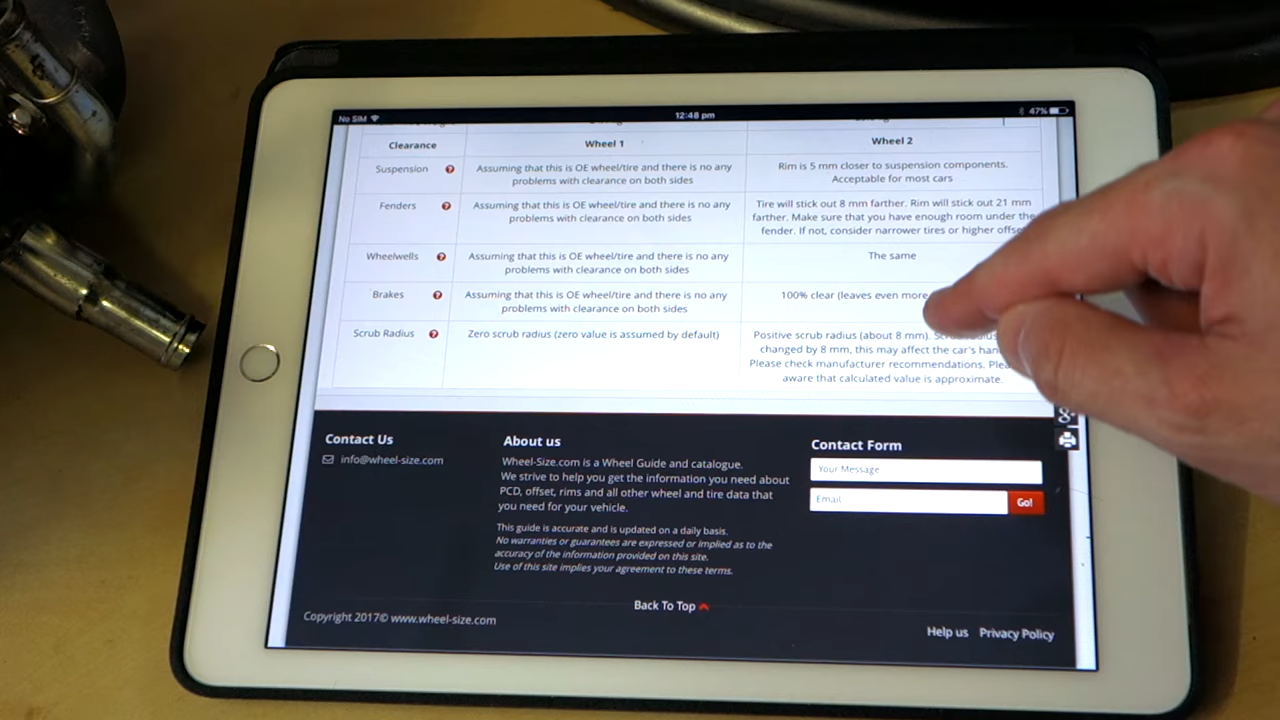 No SIM
12:48 pm
47%
Clearance
Wheel 1
Wheel 2
Suspension
Assuming that this is OE wheel/tire and there is no any
problems with clearance on both sides
Rim is 5 mm closer to suspension components.
Acceptable for most cars
Fenders
Assuming that this is OE wheel/tire and there is no any
problems with clearance on both sides
Tire will stick out 8 mm farther. Rim will stick out 21 mm
farther. Make sure that you have enough room under the
fender. If not, consider narrower tires or higher
Wheelwells
Assuming that this is OE wheel/tire and there is no any
problems with clearance on both sides
The same
Brakes
Assuming that this is OE wheel/tire and there is no any
problems with clearance on both sides
100% clear (leaves even more
Scrub Radius
Zero scrub radius (zero value is assumed by default)
Positive scrub radius (about 8 mm).
changed by 8 mm, this may affect the car's
Please check manufacturer recommendations.
aware that calculated value is approximate.
Contact Us
info@wheel-size.com
About us
Wheel-Size.com is a Wheel Guide and catalogue.
We strive to help you get the information you need about
PCD, offset, rims and all other wheel and tire data that
you need for your vehicle.
This guide is accurate and is updated on a daily basis.
No warranties or guarantees are expressed or implied as to the
accuracy of the information provided on this site.
Use of this site implies your agreement to these terms.
Contact Form
Your Message
Email
Go!
Back To Top
Copyright 2017© www.wheel-size.com
Help us Privacy Policy